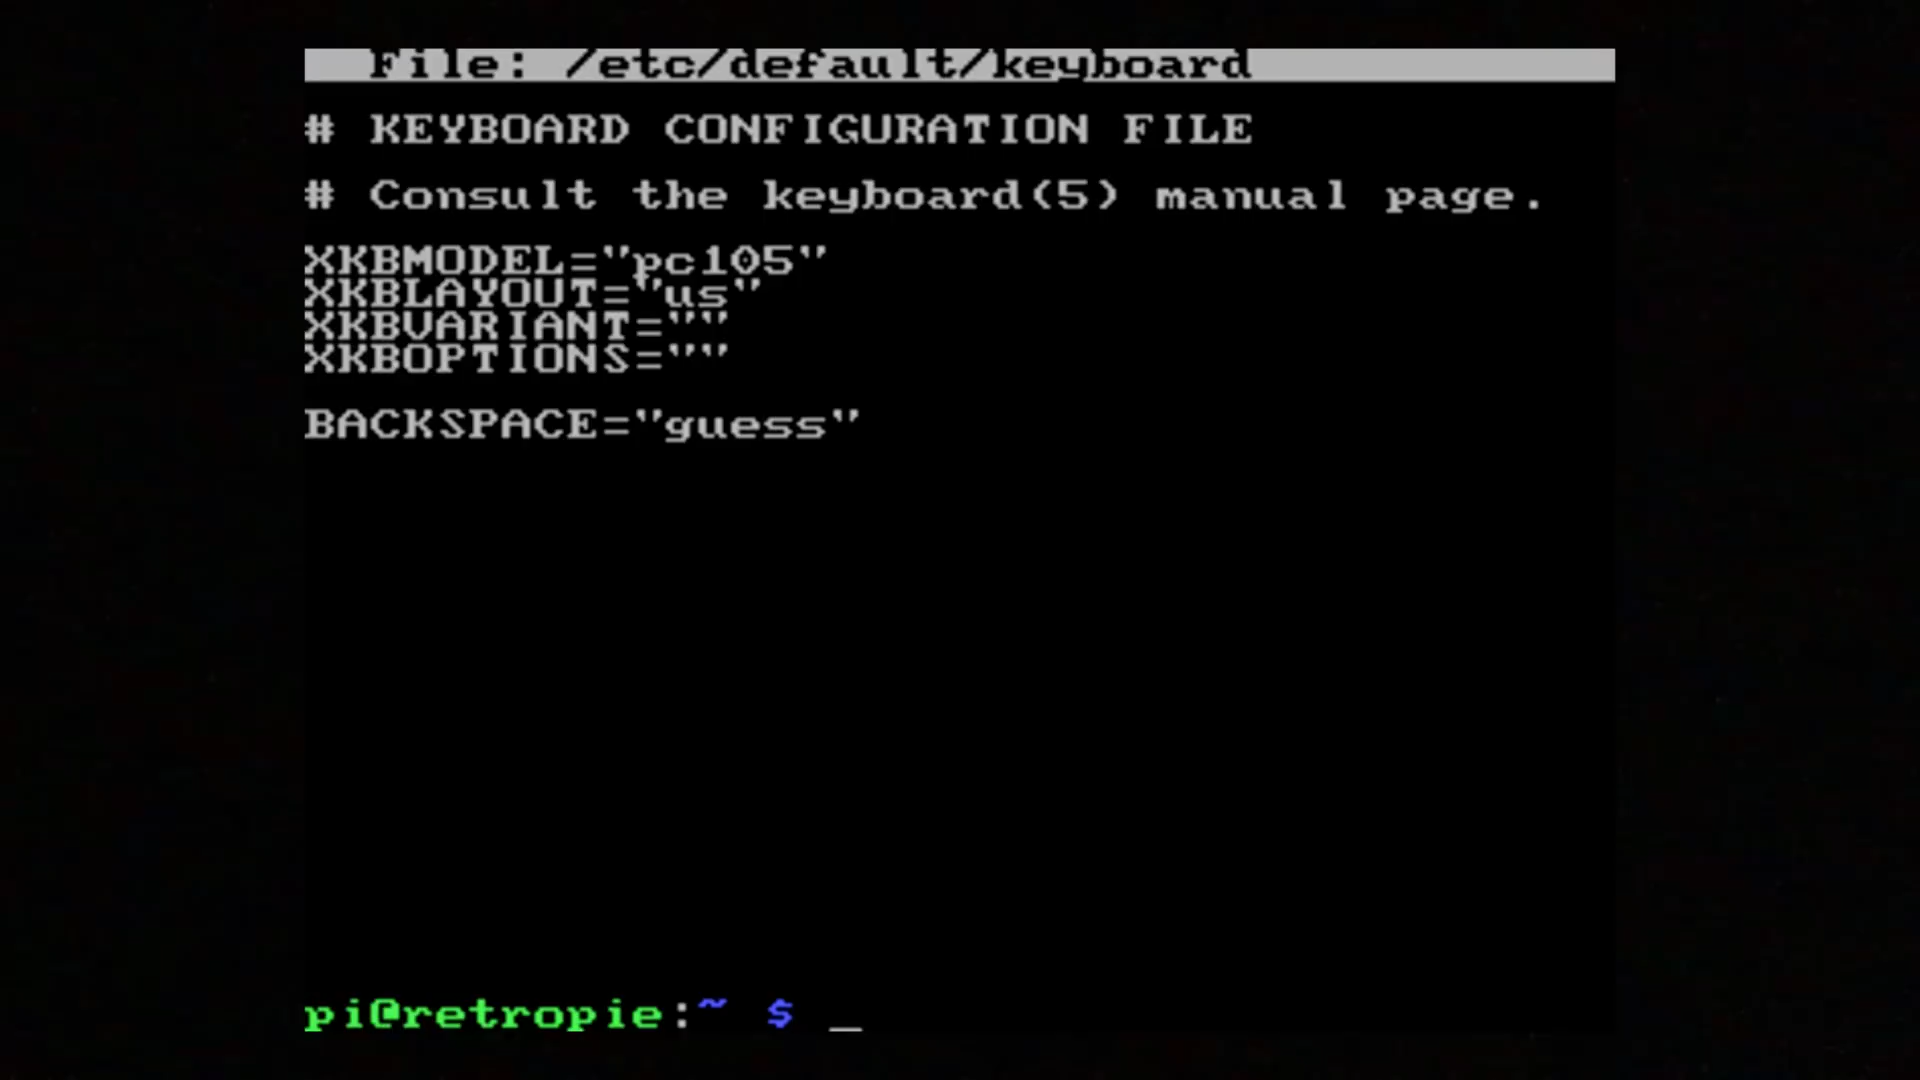 File: /etc/default/keyboard
# KEYBOARD CONFIGURATION FILE
# Consult the keyboard(5) manual page.
XKBMODEL="pc105"
XKBLAYOUT="us"
XKBVARIANT=""
XKBOPTIONS=""
BACKSPACE="guess"
pi@retropie:~ $ _